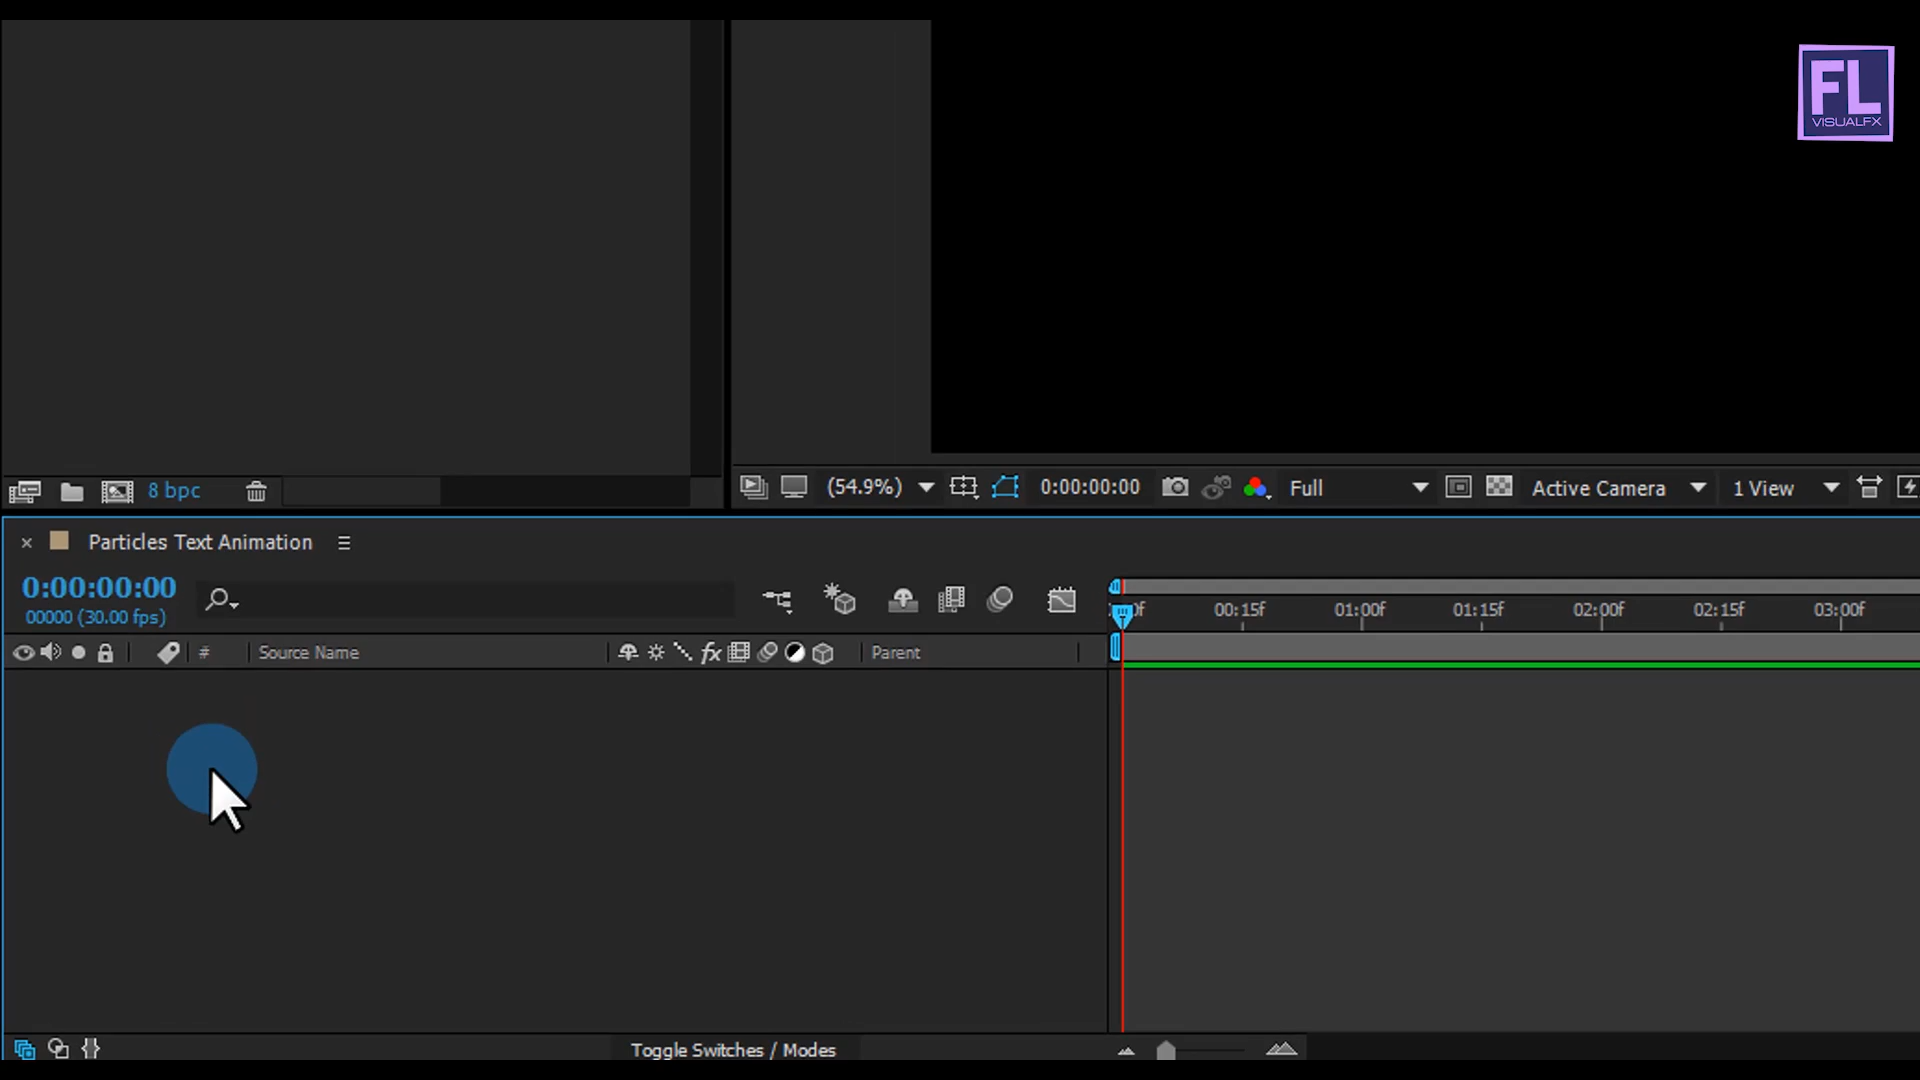 FL
VISUALFX
8 bpc
(54.9%)
0:00:00:00
Full
Active Camera
1 View
Particles Text Animation
0:00:00:00
00000 (30.00 fps)
00:15f
01:00f
01:15f
02:00f
02:15f
03:00f
#
Source Name
fx
Parent
Toggle Switches / Modes